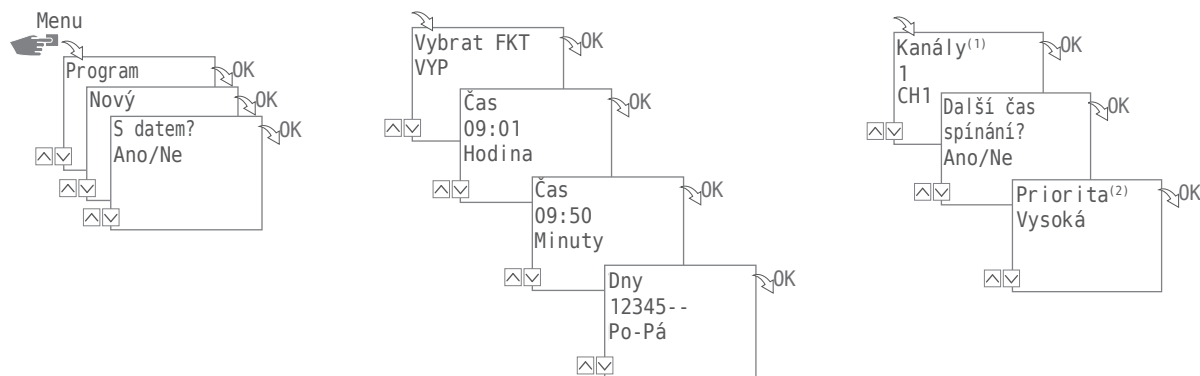 Menu
Program
OK
Nový
OK
S datem?
OK
Ano/Ne
Vybrat FKT
OK
VYP
Čas
OK
09:01
Hodina
Čas
OK
09:50
Minuty
Dny
OK
12345--
Po-Pá
Kanály(1)
OK
1
CH1
Další čas
OK
spínání?
Ano/Ne
Priorita(2)
OK
Vysoká